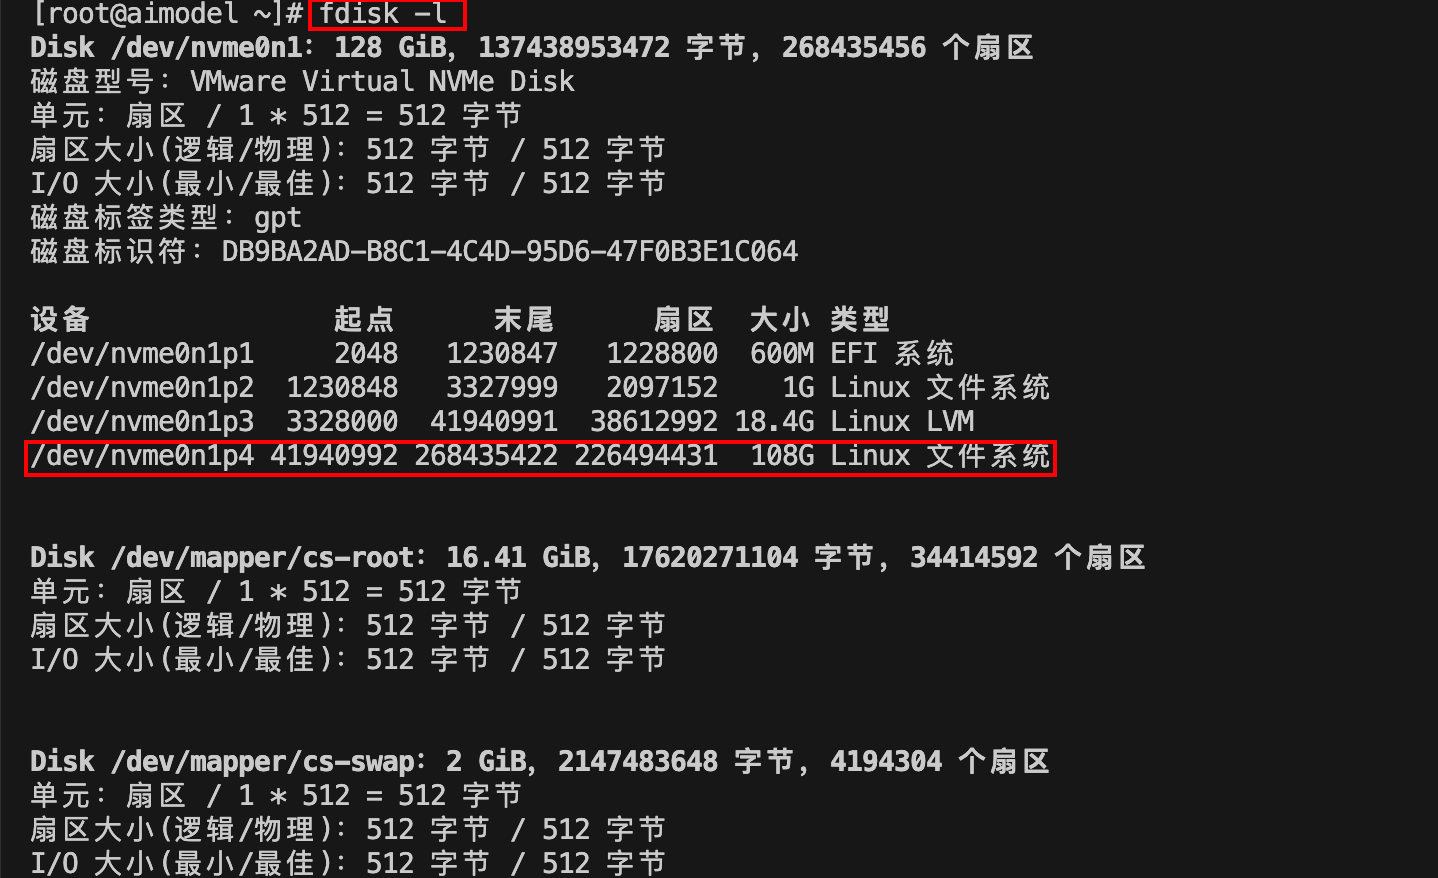 [root@aimodel ~]# fdisk -l
Disk /dev/nvme0n1: 128 GiB, 137438953472 字节, 268435456 个扇区
磁盘型号: VMware Virtual NVMe Disk
单元: 扇区 / 1 * 512 = 512 字节
扇区大小(逻辑/物理): 512 字节 / 512 字节
I/O 大小(最小/最佳): 512 字节 / 512 字节
磁盘标签类型: gpt
磁盘标识符: DB9BA2AD-B8C1-4C4D-95D6-47F0B3E1C064
设备 起点 末尾 扇区 大小 类型
/dev/nvme0n1p1 2048 1230847 1228800 600M EFI 系统
/dev/nvme0n1p2 1230848 3327999 2097152 1G Linux 文件系统
/dev/nvme0n1p3 3328000 41940991 38612992 18.4G Linux LVM
/dev/nvme0n1p4 41940992 268435422 226494431 108G Linux 文件系统
Disk /dev/mapper/cs-root: 16.41 GiB, 17620271104 字节, 34414592 个扇区
单元: 扇区 / 1 * 512 = 512 字节
扇区大小(逻辑/物理): 512 字节 / 512 字节
I/O 大小(最小/最佳): 512 字节 / 512 字节
Disk /dev/mapper/cs-swap: 2 GiB, 2147483648 字节, 4194304 个扇区
单元: 扇区 / 1 * 512 = 512 字节
扇区大小(逻辑/物理): 512 字节 / 512 字节
I/O 大小(最小/最佳): 512 字节 / 512 字节